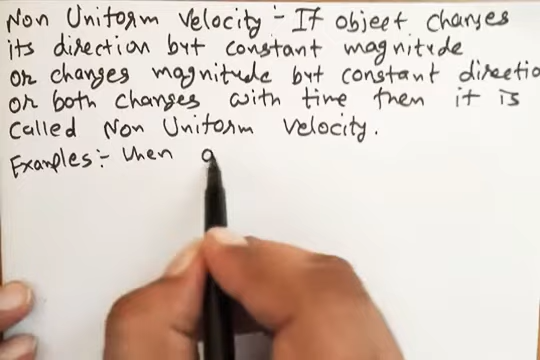 Non Uniform Velocity :- If object changes
its direction but constant magnitude
or changes magnitude but constant directio
or both changes with time then it is
called Non Uniform Velocity.
Examples :- When a